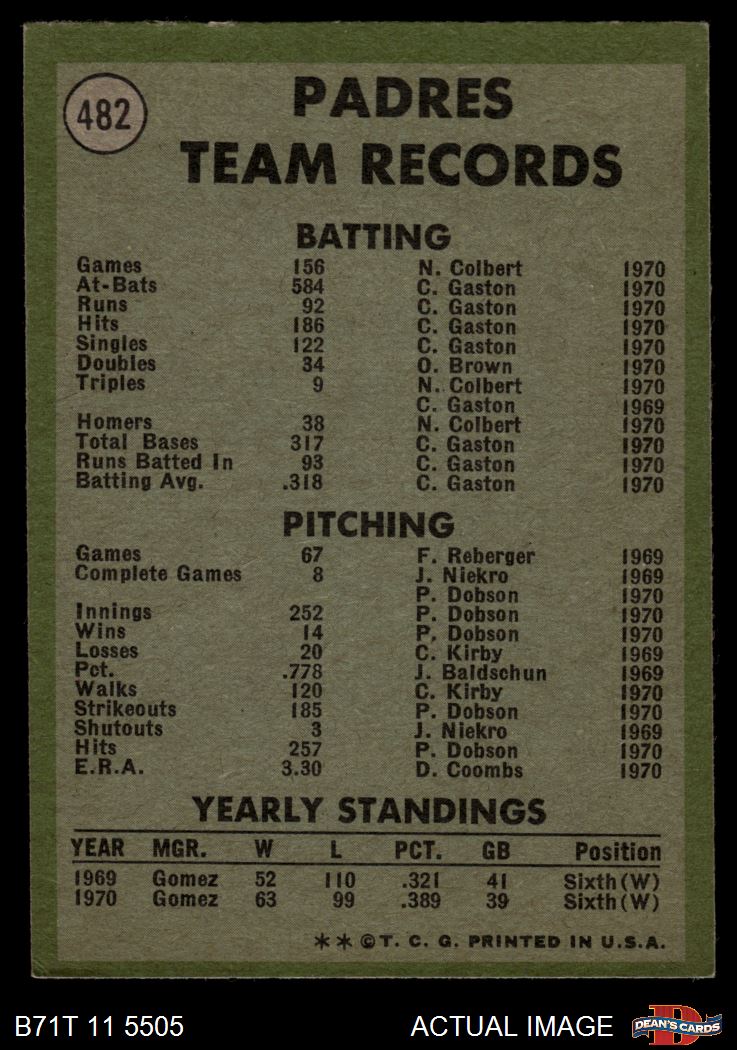 482
PADRES
TEAM RECORDS
BATTING
Games 156 N. Colbert 1970
At-Bats 584 C. Gaston 1970
Runs 92 C. Gaston 1970
Hits 186 C. Gaston 1970
Singles 122 C. Gaston 1970
Doubles 34 O. Brown 1970
Triples 9 N. Colbert 1970
C. Gaston 1969
Homers 38 N. Colbert 1970
Total Bases 317 C. Gaston 1970
Runs Batted In 93 C. Gaston 1970
Batting Avg. .318 C. Gaston 1970
PITCHING
Games 67 F. Reberger 1969
Complete Games 8 J. Niekro 1969
P. Dobson 1970
Innings 252 P. Dobson 1970
Wins 14 P. Dobson 1970
Losses 20 C. Kirby 1969
Pct. .778 J. Baldschun 1969
Walks 120 C. Kirby 1970
Strikeouts 185 P. Dobson 1970
Shutouts 3 J. Niekro 1969
Hits 257 P. Dobson 1970
E.R.A. 3.30 D. Coombs 1970
YEARLY STANDINGS
YEAR MGR. W L PCT. GB Position
1969 Gomez 52 110 .321 41 Sixth (W)
1970 Gomez 63 99 .389 39 Sixth (W)
** © T. C. G. PRINTED IN U.S.A.
B71T 11 5505 ACTUAL IMAGE DEAN'S CARDS